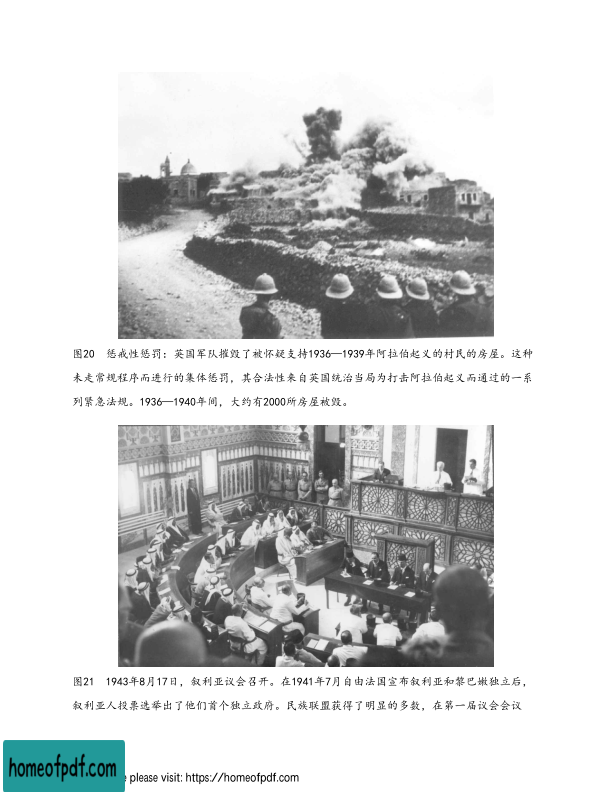 图20 惩戒性惩罚：英国军队摧毁了被怀疑支持1936—1939年阿拉伯起义的村民的房屋。这种
未走常规程序而进行的集体惩罚，其合法性来自英国统治当局为打击阿拉伯起义而通过的一系
列紧急法规。1936—1940年间，大约有2000所房屋被毁。
图21 1943年8月17日，叙利亚议会召开。在1941年7月自由法国宣布叙利亚和黎巴嫩独立后，
叙利亚人投票选举出了他们首个独立政府。民族联盟获得了明显的多数，在第一届议会会议
homeofpdf.com
e please visit: https://homeofpdf.com